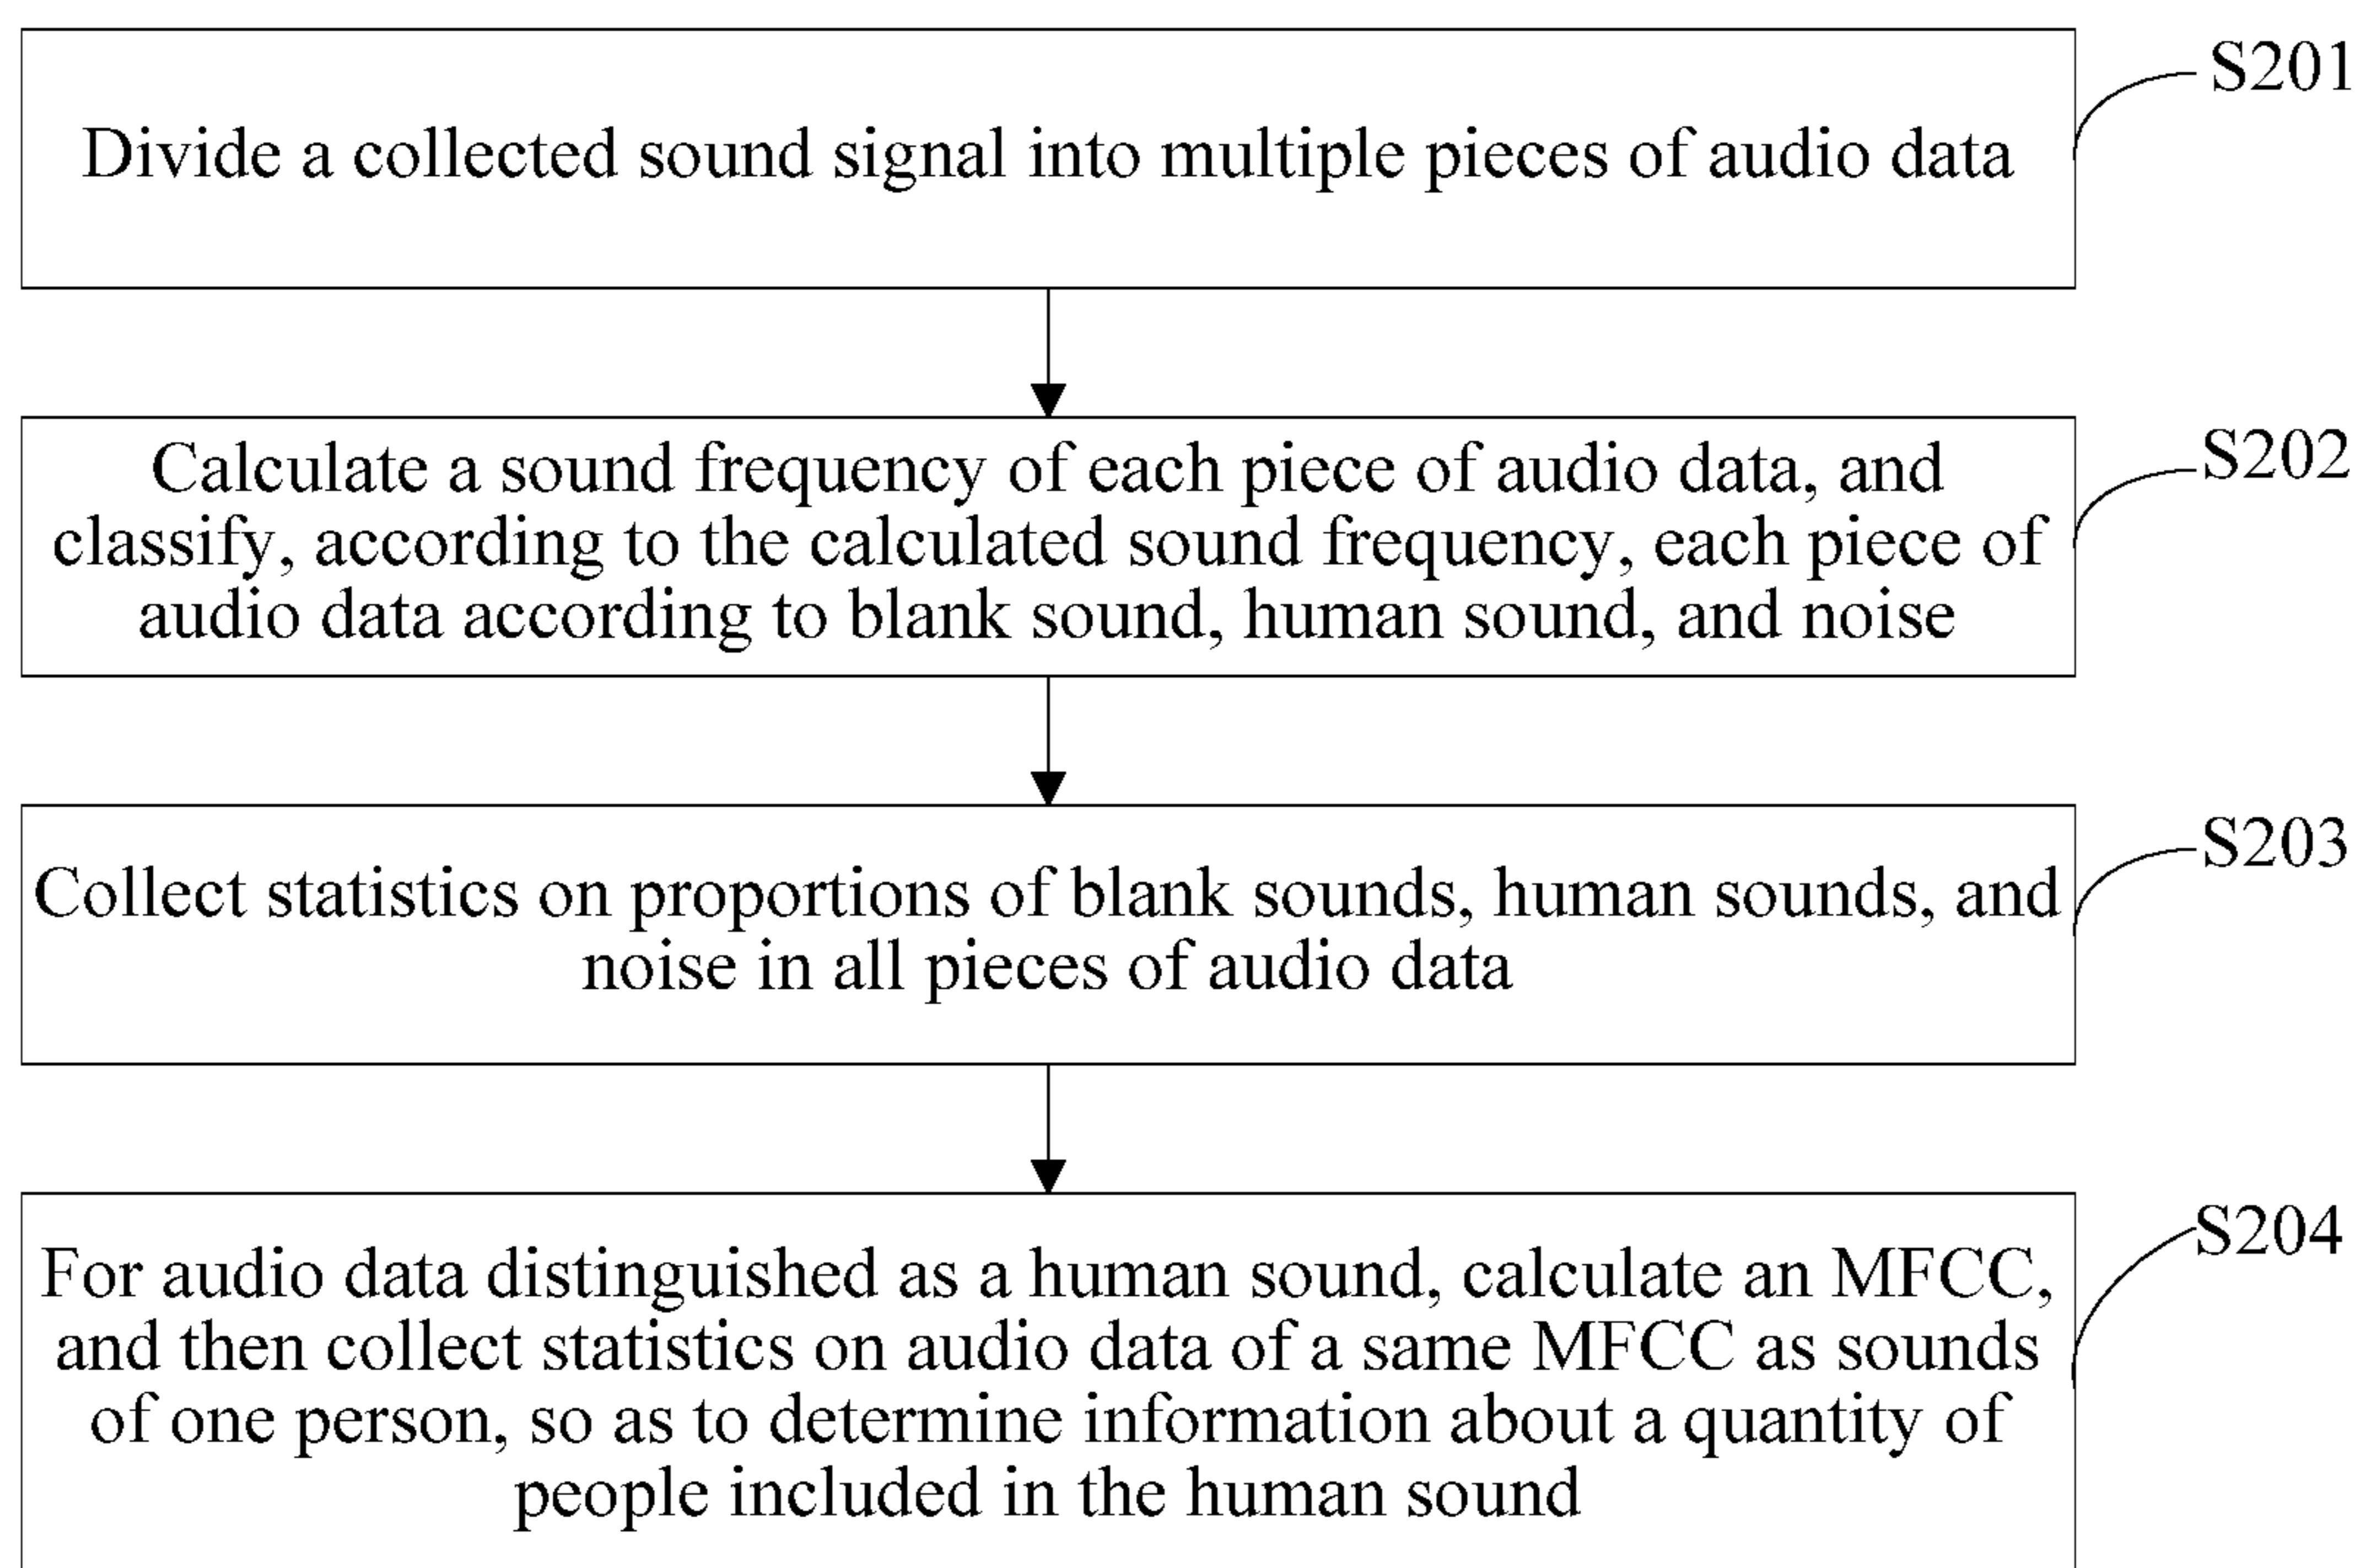 S201
Divide a collected sound signal into multiple pieces of audio data
S202
Calculate a sound frequency of each piece of audio data, and
classify, according to the calculated sound frequency, each piece of
audio data according to blank sound, human sound, and noise
S203
Collect statistics on proportions of blank sounds, human sounds, and
noise in all pieces of audio data
S204
For audio data distinguished as a human sound, calculate an MFCC,
and then collect statistics on audio data of a same MFCC as sounds
of one person, so as to determine information about a quantity of
people included in the human sound